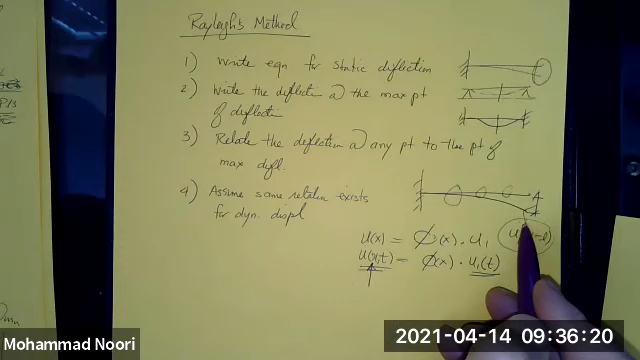 P/s
Rayleigh's Method
1) Write eqn for static deflection
2) Write the deflection @ the max pt
of deflection
3) Relate the deflection @ any pt to the pt of
max defl.
4) Assume same relation exists
for dyn. displ
u(x) = ϕ(x) · u₁
u(x,t) = ϕ(x) · u₁(t)
Mohammad Noori
2021-04-14 09:36:20